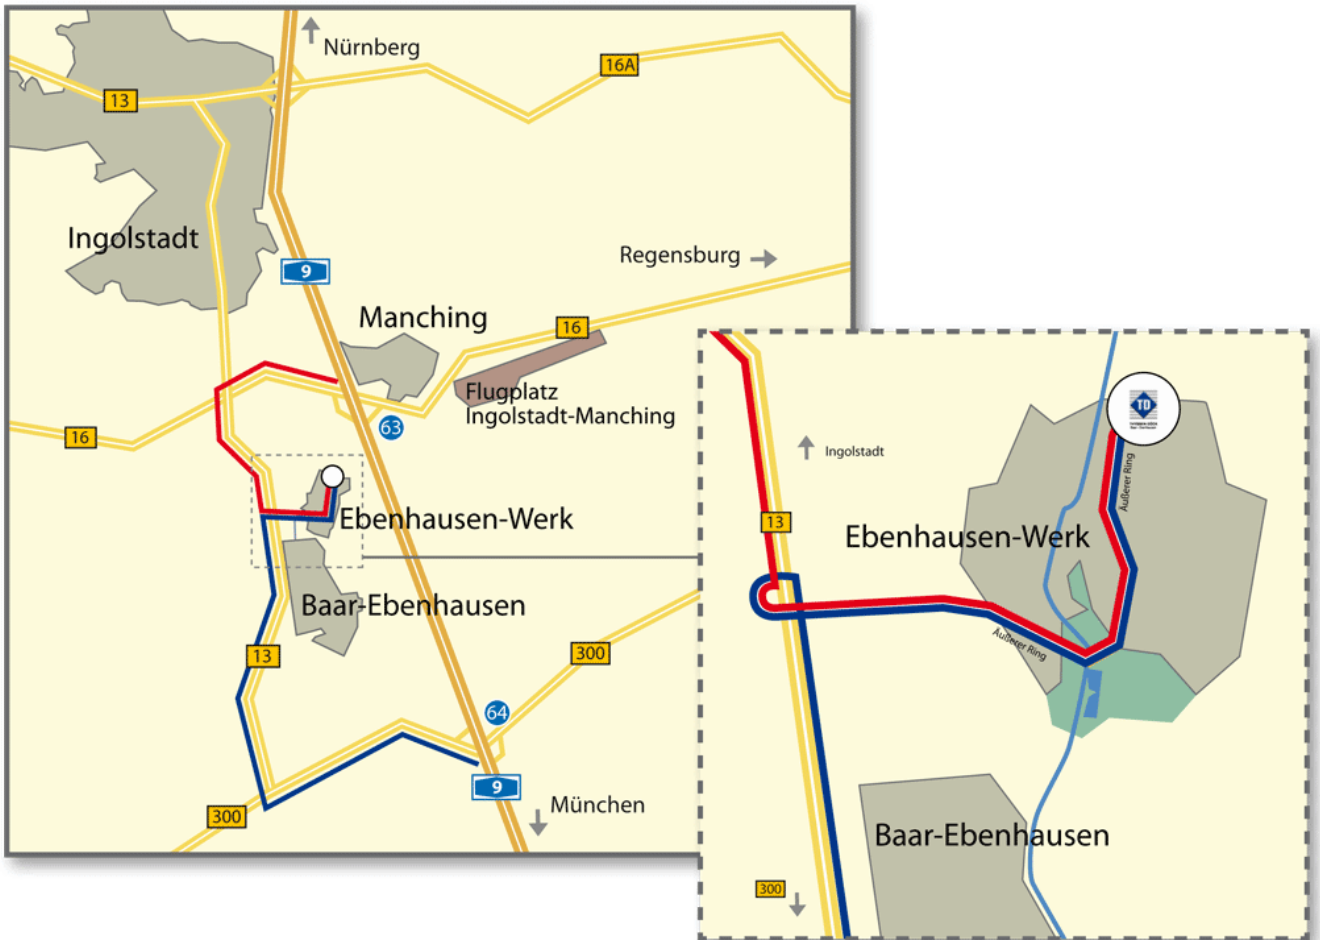 Nürnberg
16A
13
Ingolstadt
9
Regensburg
Manching
16
Flugplatz
Ingolstadt-Manching
63
16
Ebenhausen-Werk
Baar-Ebenhausen
13
300
64
9
300
München
TD
Ingolstadt
Äußerer Ring
13
Ebenhausen-Werk
Äußerer Ring
Baar-Ebenhausen
300